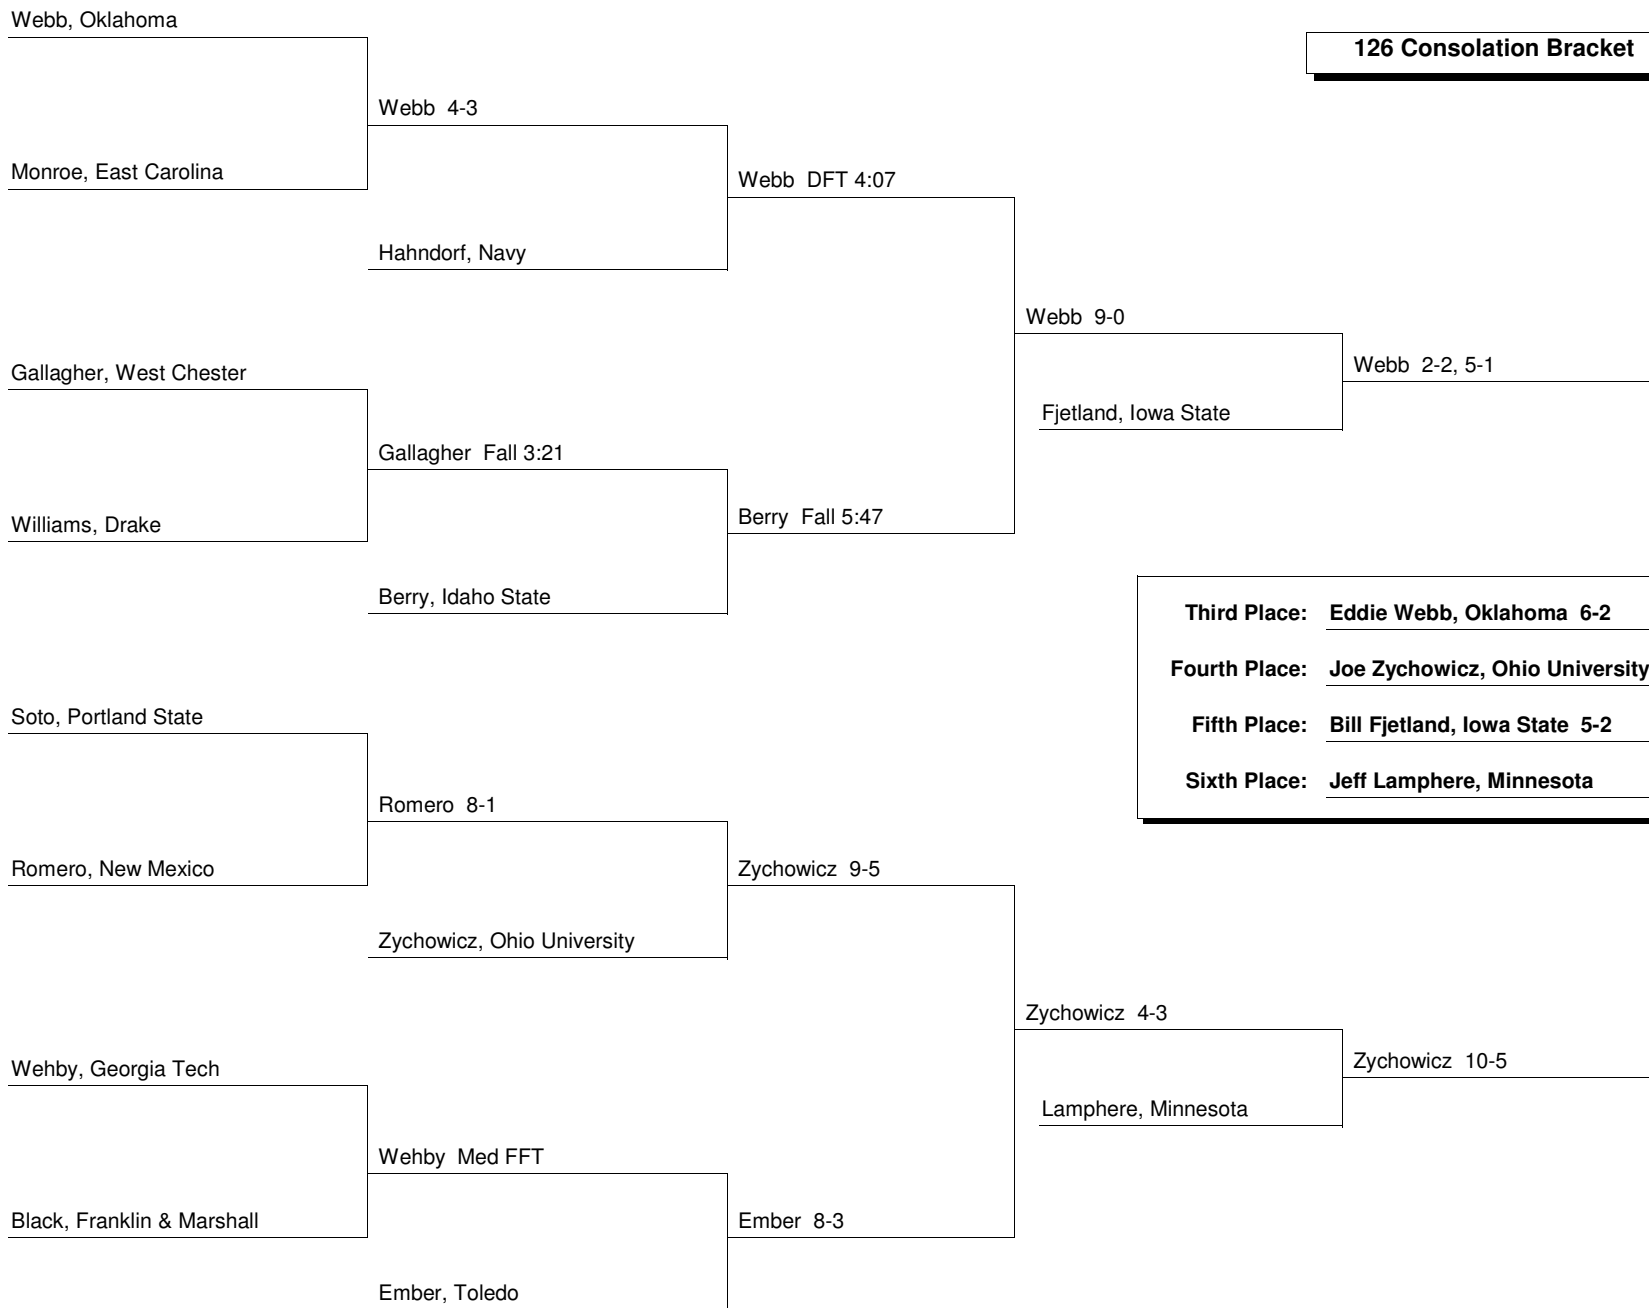 Webb, Oklahoma
126 Consolation Bracket
Webb 4-3
Monroe, East Carolina
Webb DFT 4:07
Hahndorf, Navy
Webb 9-0
Gallagher, West Chester
Webb 2-2, 5-1
Fjetland, Iowa State
Gallagher Fall 3:21
Williams, Drake
Berry Fall 5:47
Berry, Idaho State
Third Place: Eddie Webb, Oklahoma 6-2
Fourth Place: Joe Zychowicz, Ohio University
Soto, Portland State
Fifth Place: Bill Fjetland, Iowa State 5-2
Sixth Place: Jeff Lamphere, Minnesota
Romero 8-1
Romero, New Mexico
Zychowicz 9-5
Zychowicz, Ohio University
Zychowicz 4-3
Wehby, Georgia Tech
Zychowicz 10-5
Lamphere, Minnesota
Wehby Med FFT
Black, Franklin & Marshall
Ember 8-3
Ember, Toledo